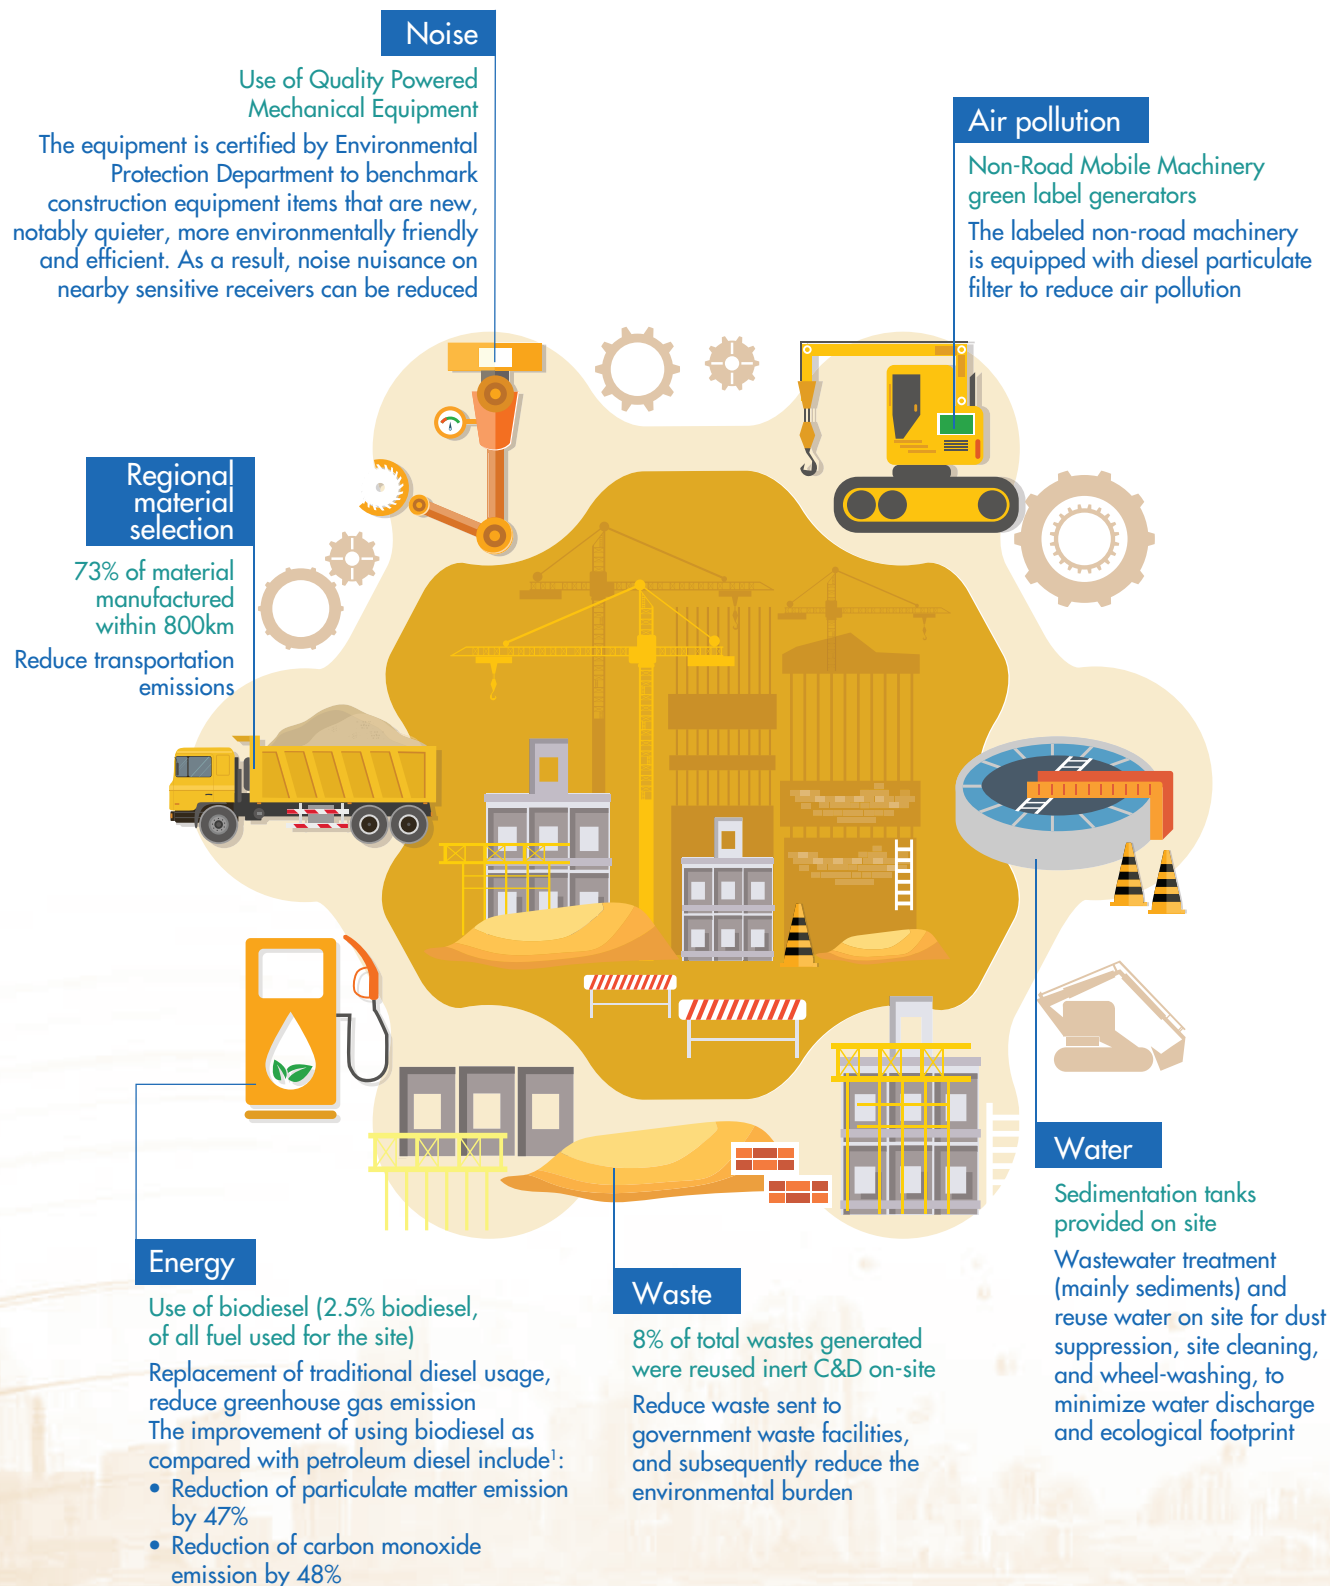 Noise
Use of Quality Powered
Mechanical Equipment
The equipment is certified by Environmental
Protection Department to benchmark
construction equipment items that are new,
notably quieter, more environmentally friendly
and efficient. As a result, noise nuisance on
nearby sensitive receivers can be reduced
Air pollution
Non-Road Mobile Machinery
green label generators
The labeled non-road machinery
is equipped with diesel particulate
filter to reduce air pollution
Regional
material
selection
73% of material
manufactured
within 800km
Reduce transportation
emissions
Water
Sedimentation tanks
provided on site
Wastewater treatment
(mainly sediments) and
reuse water on site for dust
suppression, site cleaning,
and wheel-washing, to
minimize water discharge
and ecological footprint
Energy
Use of biodiesel (2.5% biodiesel,
of all fuel used for the site)
Replacement of traditional diesel usage,
reduce greenhouse gas emission
The improvement of using biodiesel as
compared with petroleum diesel include¹:
• Reduction of particulate matter emission
by 47%
• Reduction of carbon monoxide
emission by 48%
Waste
8% of total wastes generated
were reused inert C&D on-site
Reduce waste sent to
government waste facilities,
and subsequently reduce the
environmental burden